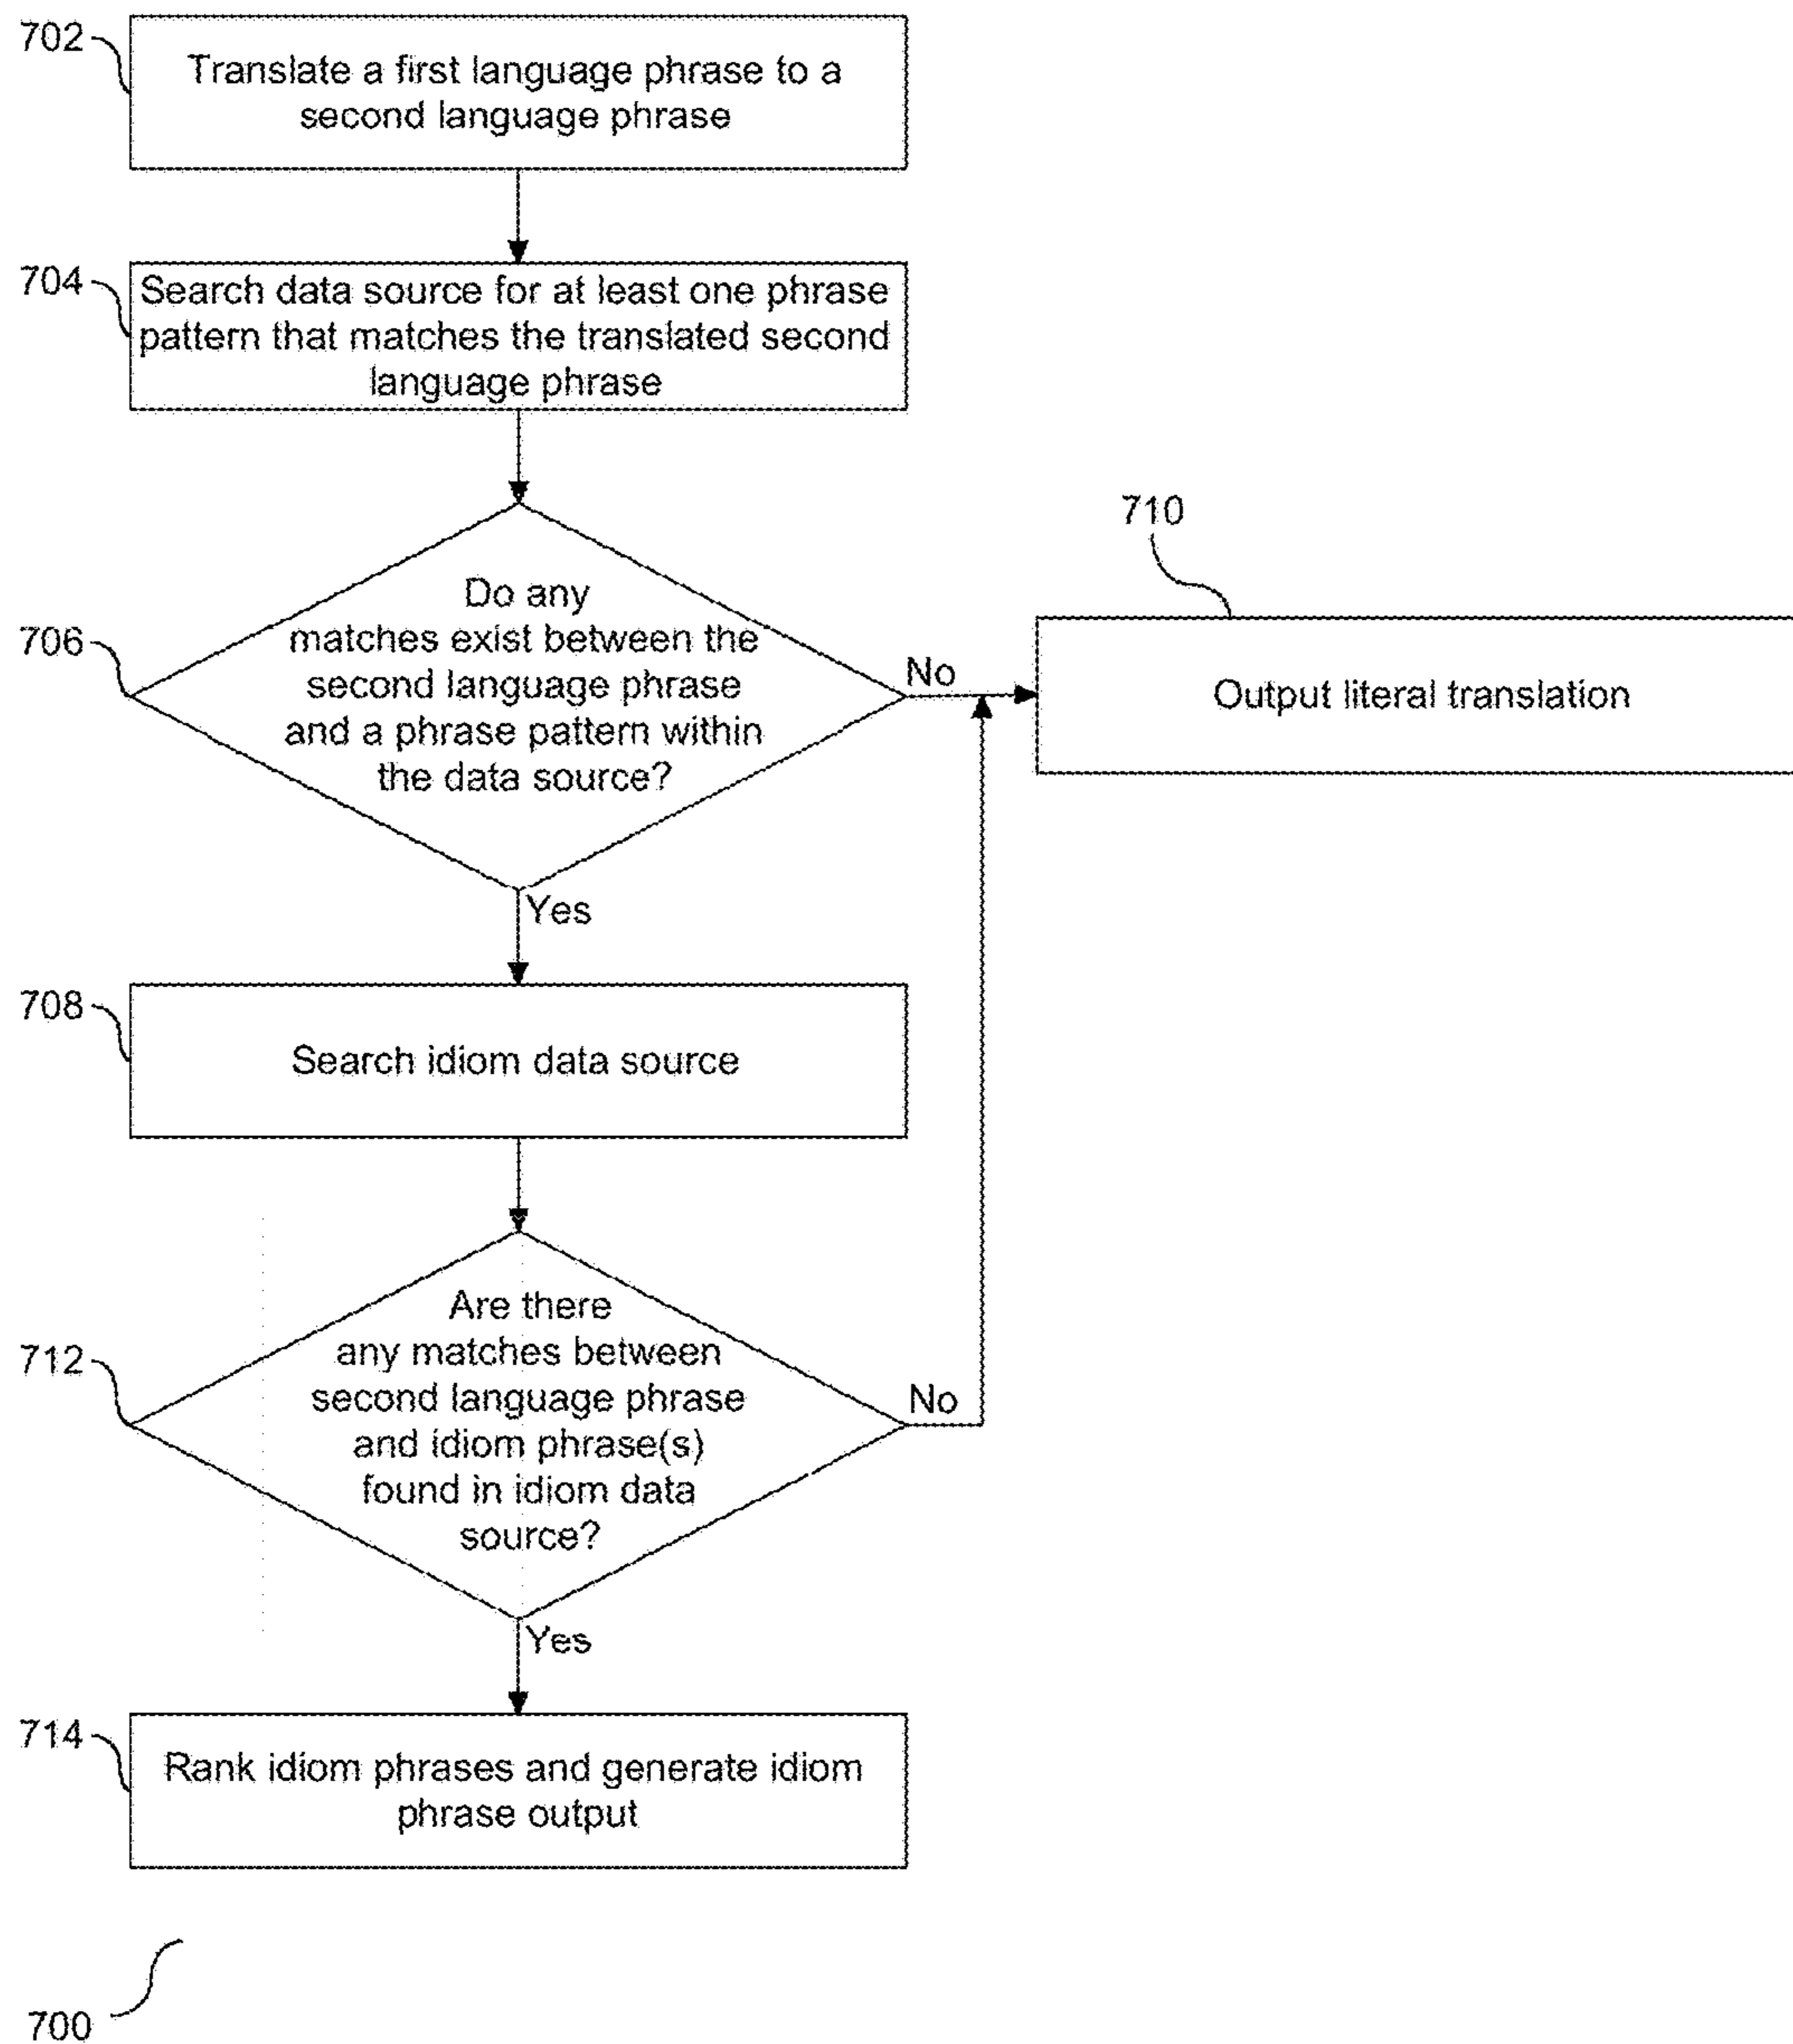 702
Translate a first language phrase to a
second language phrase
704
Search data source for at least one phrase
pattern that matches the translated second
language phrase
710
706
Do any
matches exist between the
second language phrase
and a phrase pattern within
the data source?
No
Output literal translation
Yes
708
Search idiom data source
712
Are there
any matches between
second language phrase
and idiom phrase(s)
found in idiom data
source?
No
Yes
714
Rank idiom phrases and generate idiom
phrase output
700